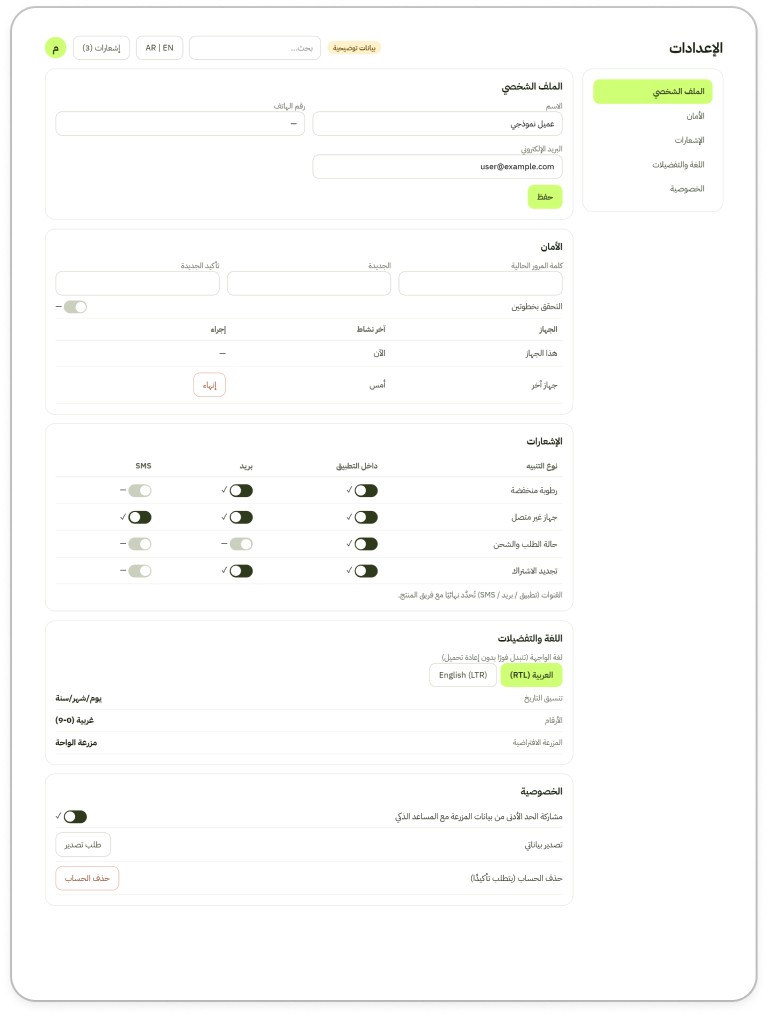 الإعدادات
بيانات توضيحية
بحث...
AR | EN
إشعارات (3)
م
الملف الشخصي
الأمان
الإشعارات
اللغة والتفضيلات
الخصوصية
الملف الشخصي
الاسم
رقم الهاتف
عميل نموذجي
—
البريد الإلكتروني
user@example.com
حفظ
الأمان
كلمة المرور الحالية
الجديدة
تأكيد الجديدة
التحقق بخطوتين —
الجهاز آخر نشاط إجراء
هذا الجهاز الآن —
جهاز آخر أمس إنهاء
الإشعارات
نوع التنبيه داخل التطبيق بريد SMS
رطوبة منخفضة ✓ ✓ —
جهاز غير متصل ✓ ✓ ✓
حالة الطلب والشحن ✓ — —
تجديد الاشتراك ✓ ✓ —
القنوات (تطبيق / بريد / SMS) تُحدَّد نهائيًا مع فريق المنتج.
اللغة والتفضيلات
لغة الواجهة (تتبدل فورًا بدون إعادة تحميل)
العربية (RTL)
English (LTR)
تنسيق التاريخ يوم/شهر/سنة
الأرقام غربية (0-9)
المزرعة الافتراضية مزرعة الواحة
الخصوصية
مشاركة الحد الأدنى من بيانات المزرعة مع المساعد الذكي ✓
تصدير بياناتي طلب تصدير
حذف الحساب (يتطلب تأكيدًا) حذف الحساب